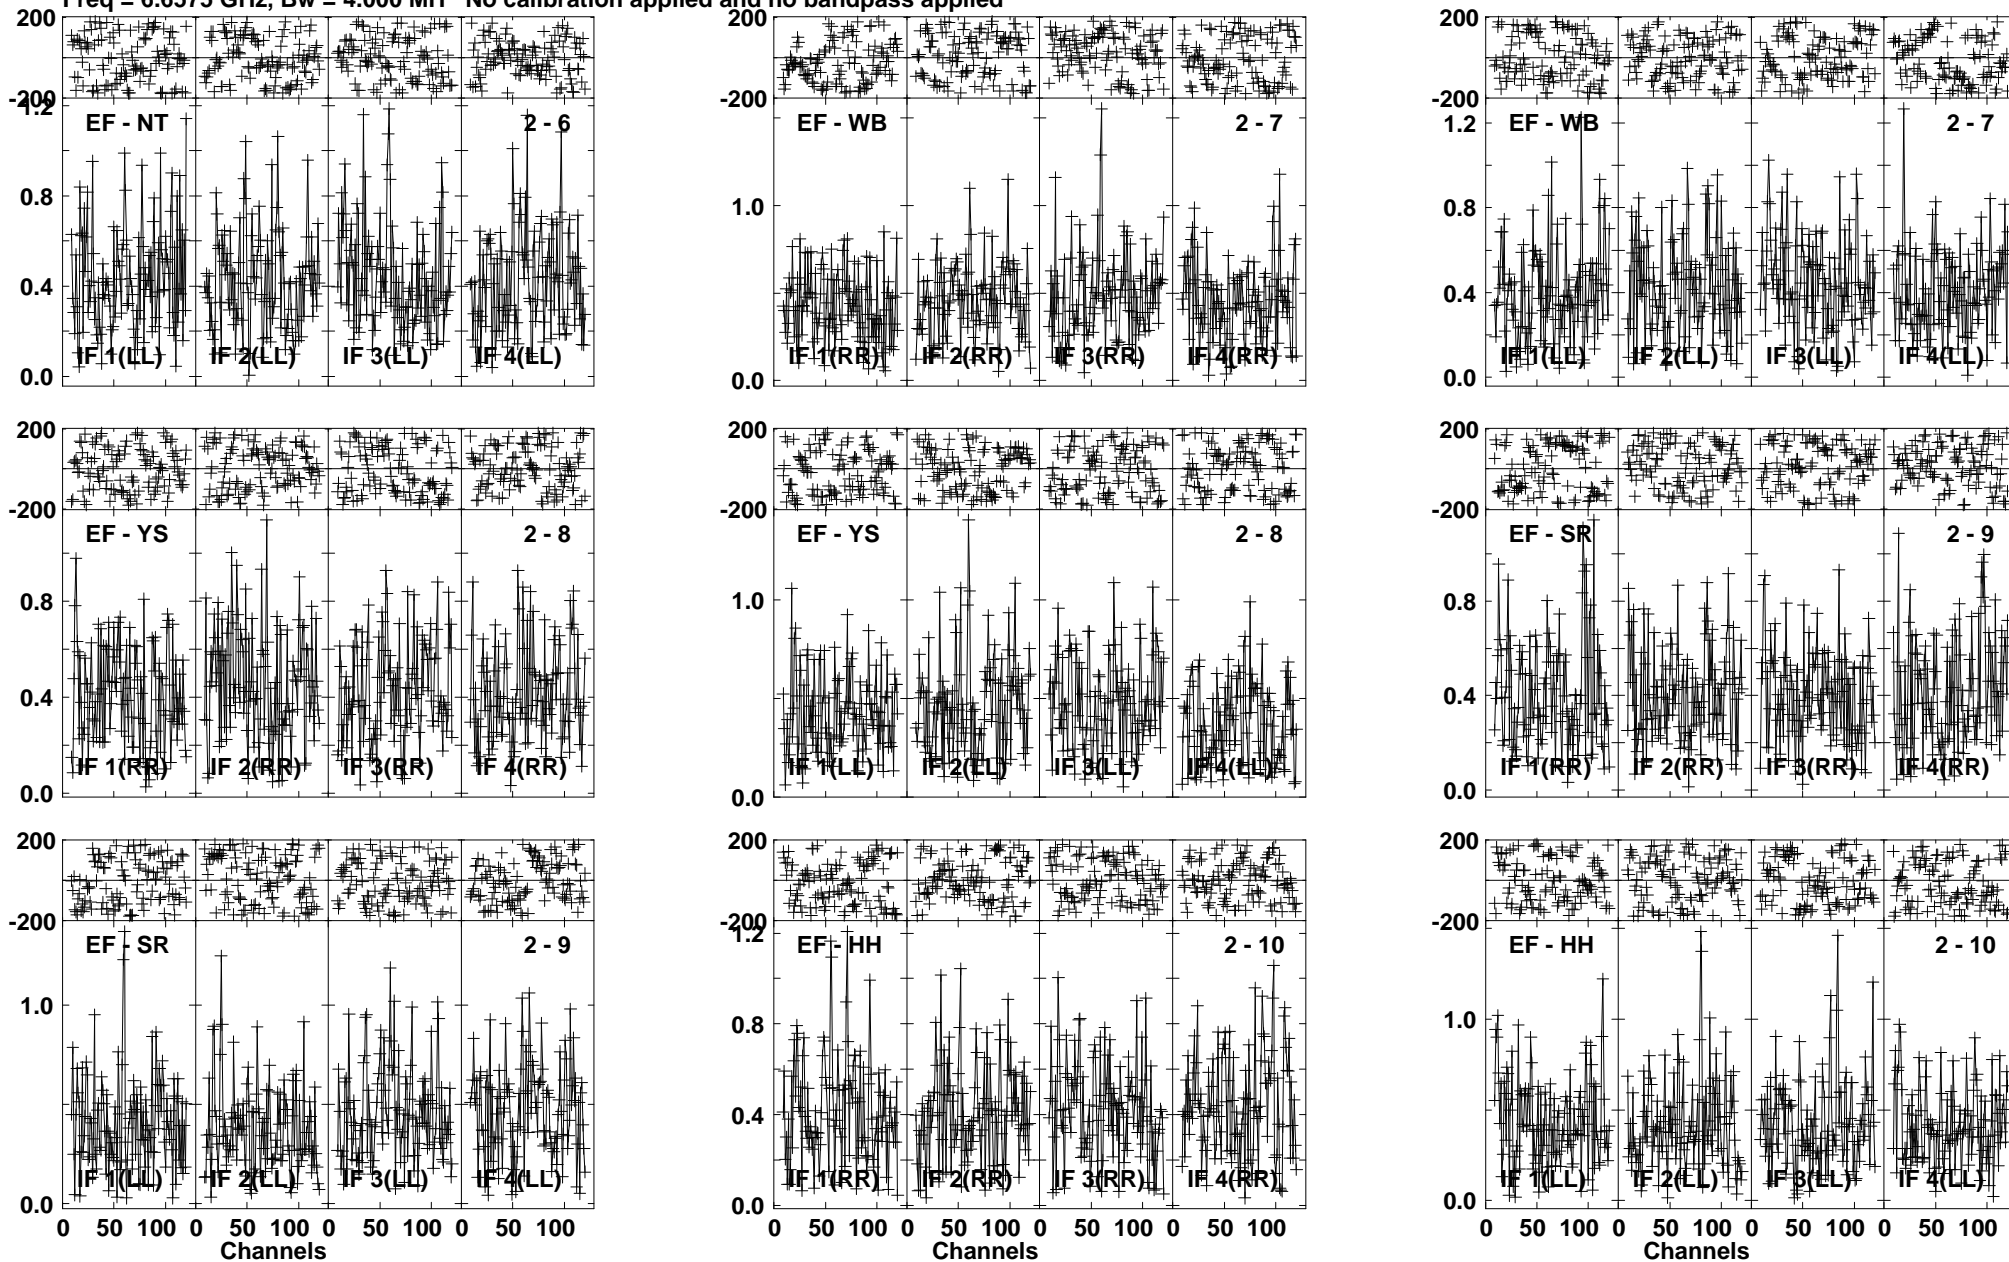 Freq = 6.6575 GHz, Bw = 4.000 MH No calibration applied and no bandpass applied
200 200 200
-200 -200 -200
1.2 EF - NT 2 - 6 EF - WB 2 - 7 1.2 EF - WB 2 - 7
0.8 1.0 0.8
0.4 0.4
IF 1(LL) IF 2(LL) IF 3(LL) IF 4(LL) IF 1(RR) IF 2(RR) IF 3(RR) IF 4(RR) IF 1(LL) IF 2(LL) IF 3(LL) IF 4(LL)
0.0 0.0 0.0
200 200 200
-200 -200 -200
EF - YS 2 - 8 EF - YS 2 - 8 EF - SR 2 - 9
0.8 1.0 0.8
0.4 0.4
IF 1(RR) IF 2(RR) IF 3(RR) IF 4(RR) IF 1(LL) IF 2(LL) IF 3(LL) IF 4(LL) IF 1(RR) IF 2(RR) IF 3(RR) IF 4(RR)
0.0 0.0 0.0
200 200 200
-200 -200 -200
EF - SR 2 - 9 1.2 EF - HH 2 - 10 EF - HH 2 - 10
1.0 0.8 1.0
0.4
IF 1(LL) IF 2(LL) IF 3(LL) IF 4(LL) IF 1(RR) IF 2(RR) IF 3(RR) IF 4(RR) IF 1(LL) IF 2(LL) IF 3(LL) IF 4(LL)
0.0 0.0 0.0
0 50 100 0 50 100 0 50 100 0 50 100 0 50 100 0 50 100 0 50 100 0 50 100 0 50 100 0 50 100 0 50 100 0 50 100
Channels Channels Channels